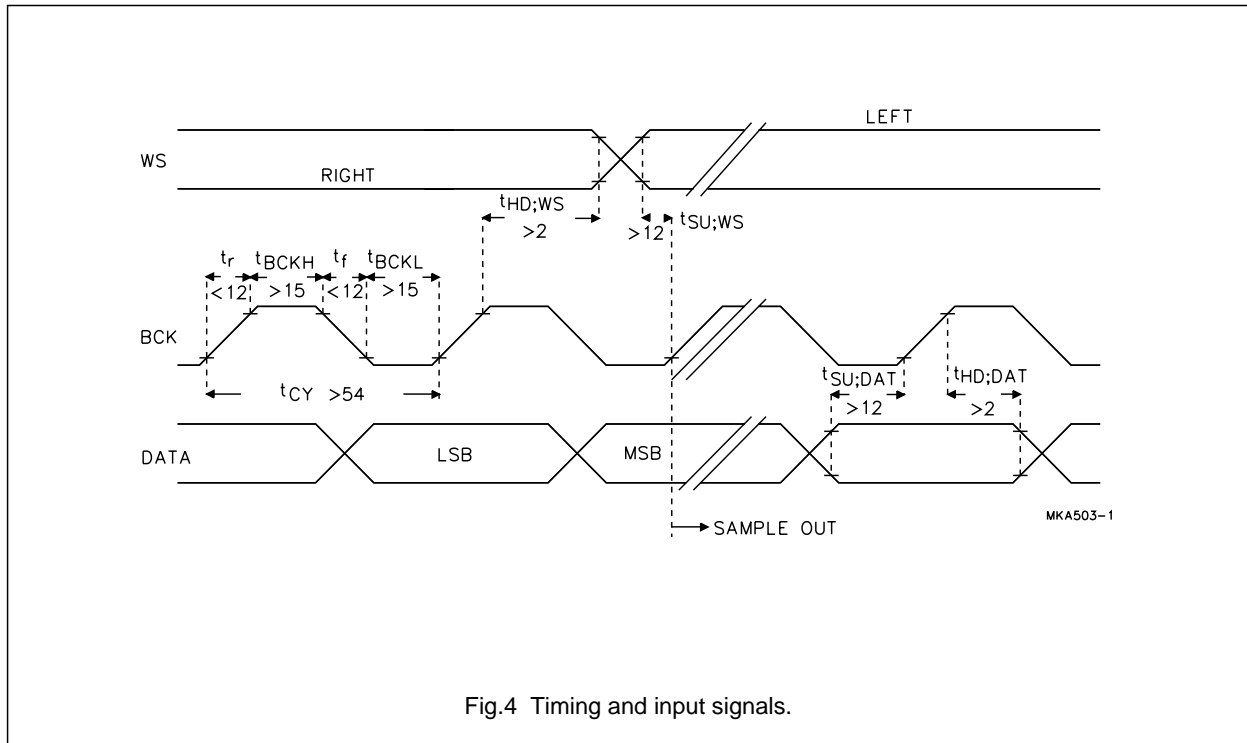 LEFT
WS
RIGHT
tHD;WS
>2
>12
tSU;WS
tr
<12
tBCKH
>15
tf
<12
tBCKL
>15
BCK
tCY >54
tSU;DAT
>12
tHD;DAT
>2
DATA
LSB
MSB
MKA503-1
SAMPLE OUT
Fig.4 Timing and input signals.